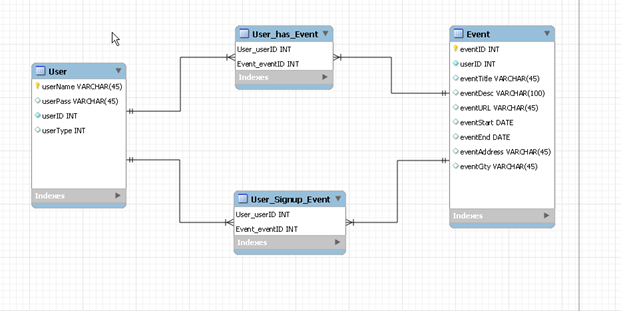 User
userName VARCHAR(45)
userPass VARCHAR(45)
userID INT
userType INT
Indexes
User_has_Event
User_userID INT
Event_eventID INT
Indexes
User_Signup_Event
User_userID INT
Event_eventID INT
Indexes
Event
eventID INT
userID INT
eventTitle VARCHAR(45)
eventDesc VARCHAR(100)
eventURL VARCHAR(45)
eventStart DATE
eventEnd DATE
eventAddress VARCHAR(45)
eventCity VARCHAR(45)
Indexes